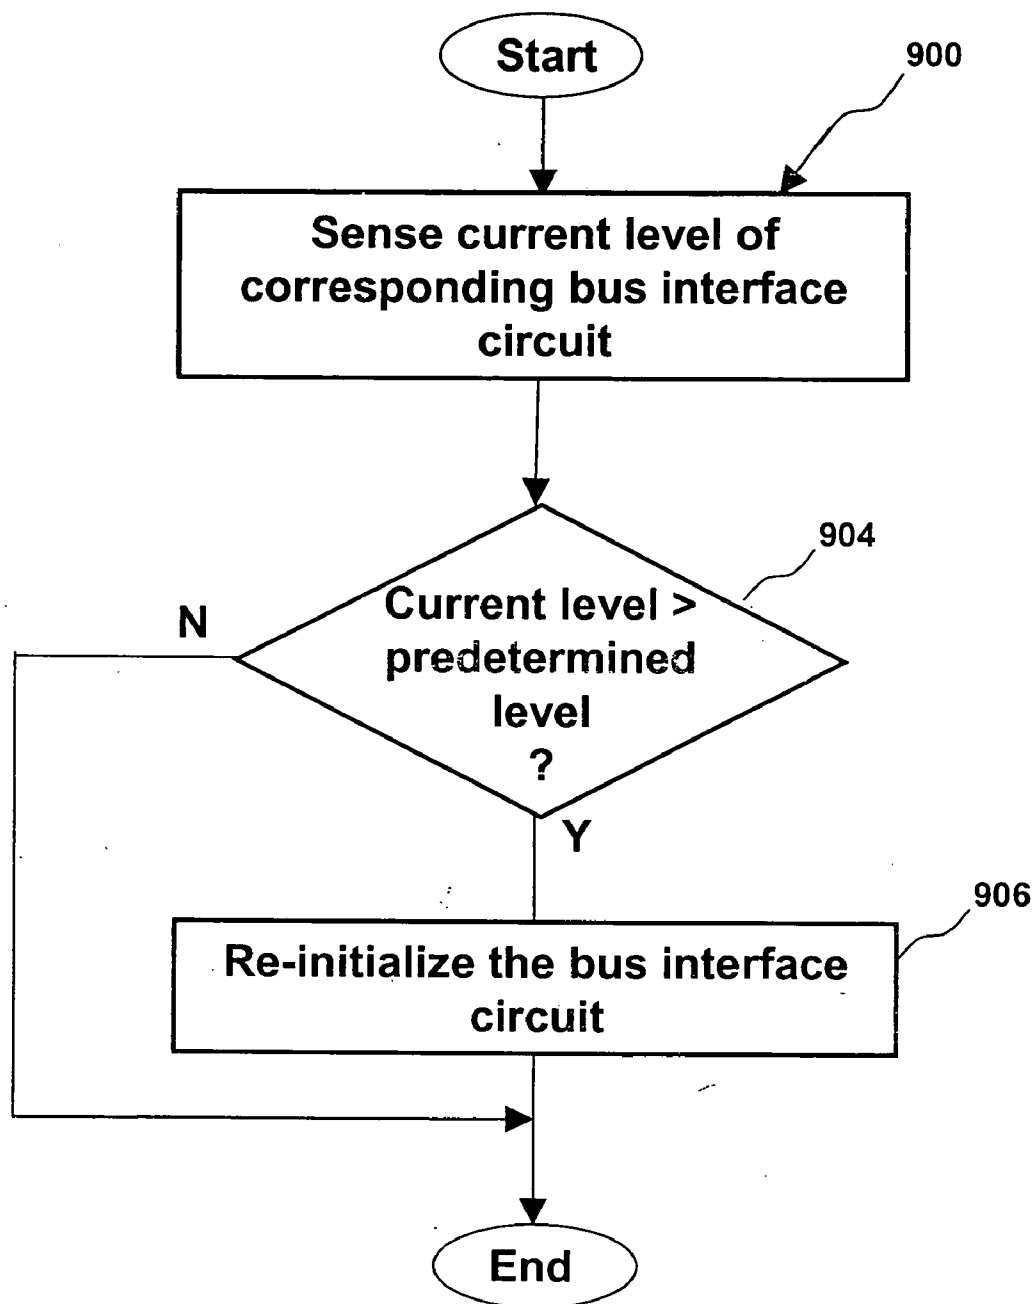 Start
900
Sense current level of
corresponding bus interface
circuit
904
N
Current level >
predetermined
level
?
Y
906
Re-initialize the bus interface
circuit
End